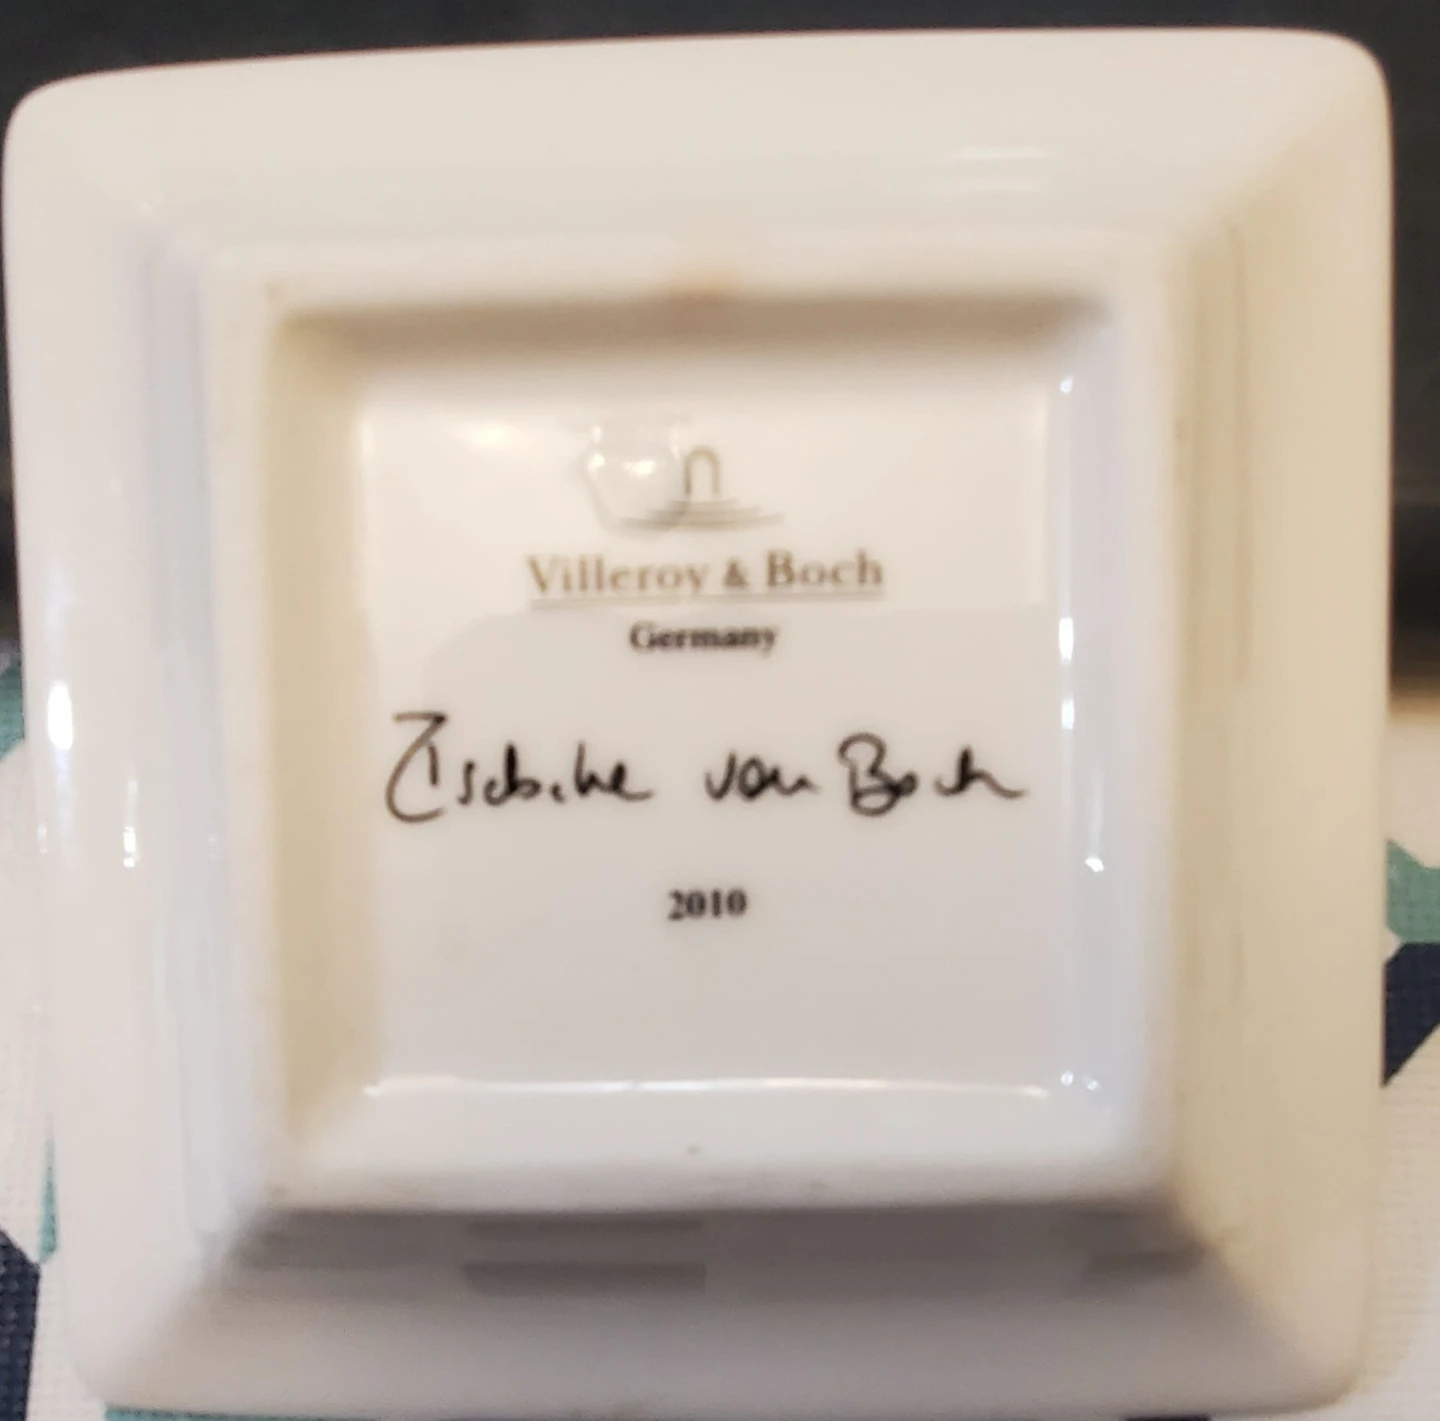 Villeroy & Boch
Germany
von Boch
2010